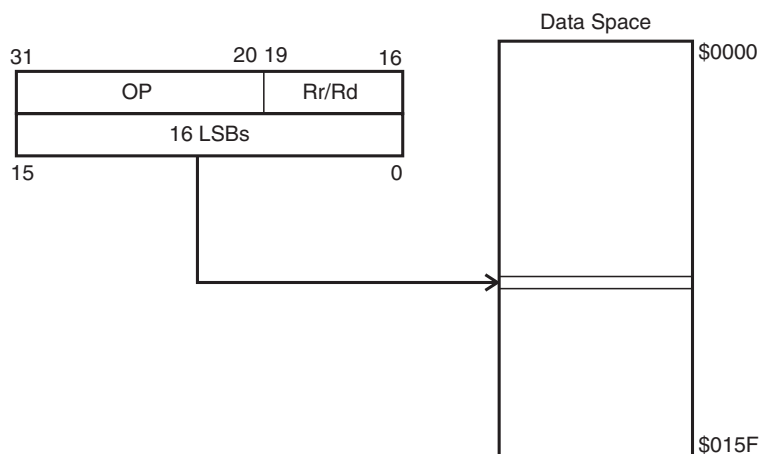 Data Space
31 20 19 16
$0000
OP Rr/Rd
16 LSBs
15 0
$015F